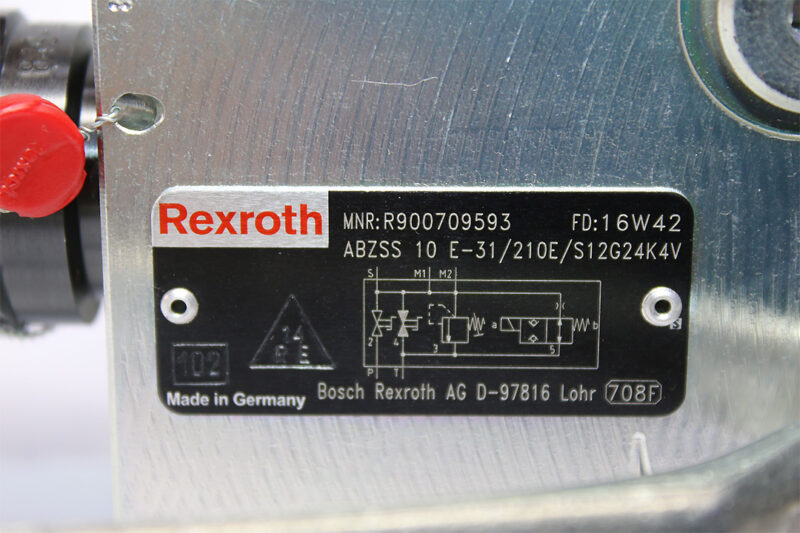 Rexroth
MNR:R900709593 FD:16W42
ABZSS 10 E-31/210E/S12G24K4V
S M1 M2
a b
2 4 3 5
P T
S
114
R E
102
Made in Germany
Bosch Rexroth AG D-97816 Lohr 708F